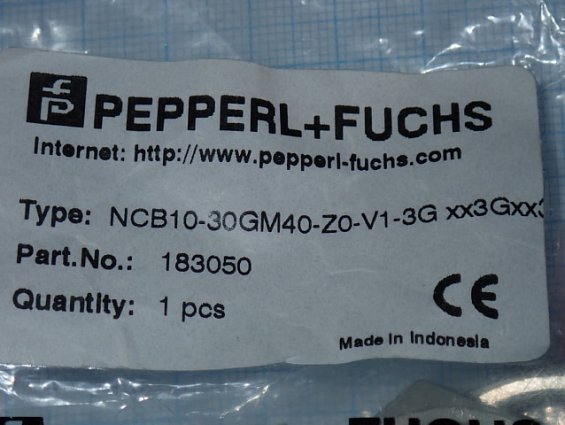 PEPPERL+FUCHS
Internet: http://www.pepperl-fuchs.com
Type: NCB10-30GM40-Z0-V1-3G xx3Gxx3
Part.No.: 183050
Quantity: 1 pcs
CE
Made in Indonesia
FUCHS